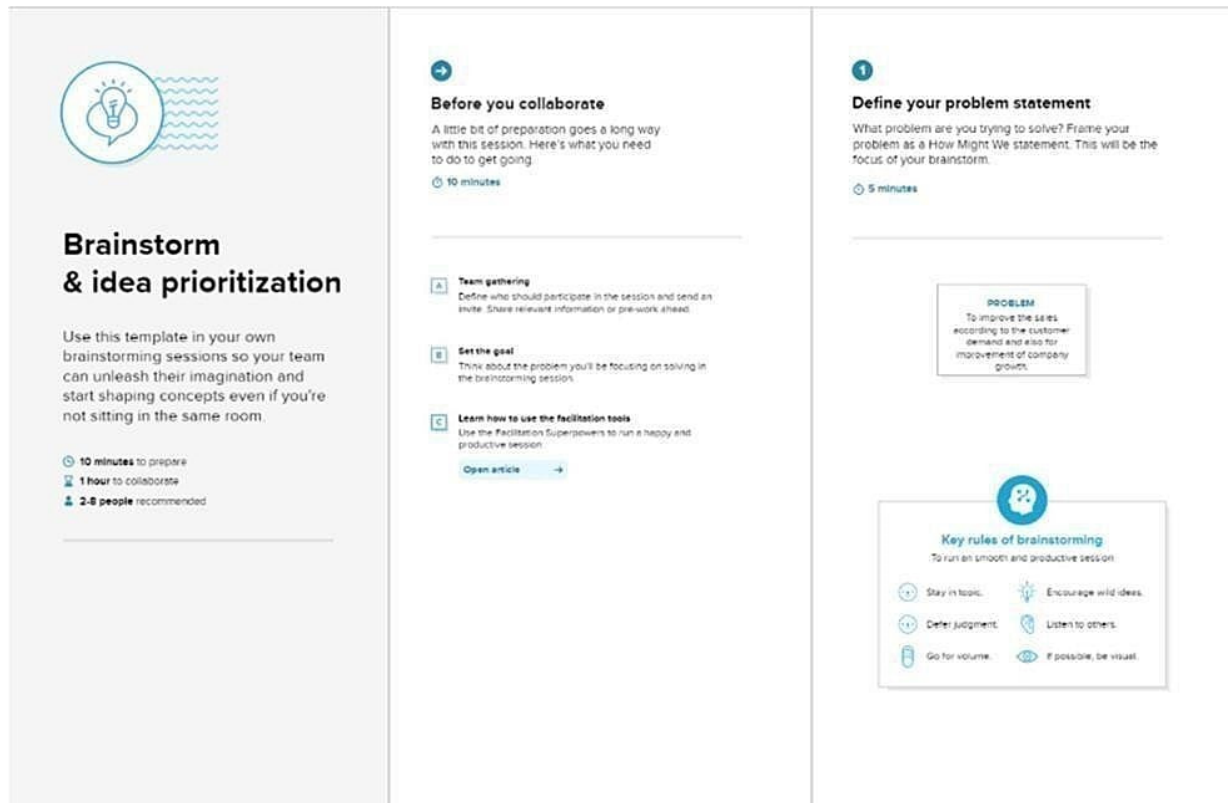 Brainstorm
& idea prioritization
Use this template in your own
brainstorming sessions so your team
can unleash their imagination and
start shaping concepts even if you're
not sitting in the same room.
10 minutes to prepare
1 hour to collaborate
2-8 people recommended
Before you collaborate
A little bit of preparation goes a long way
with this session. Here's what you need
to do to get going.
10 minutes
A
Team gathering
Define who should participate in the session and send an
invite. Share relevant information or pre-work ahead.
B
Set the goal
Think about the problem you'll be focusing on solving in
the brainstorming session.
C
Learn how to use the facilitation tools
Use the Facilitation Superpowers to run a happy and
productive session.
Open article
1
Define your problem statement
What problem are you trying to solve? Frame your
problem as a How Might We statement. This will be the
focus of your brainstorm.
5 minutes
PROBLEM
To improve the sales
according to the customer
demand and also for
improvement of company
growth.
Key rules of brainstorming
To run an smooth and productive session
Stay in topic.
Encourage wild ideas.
Defer judgment.
Listen to others.
Go for volume.
If possible, be visual.